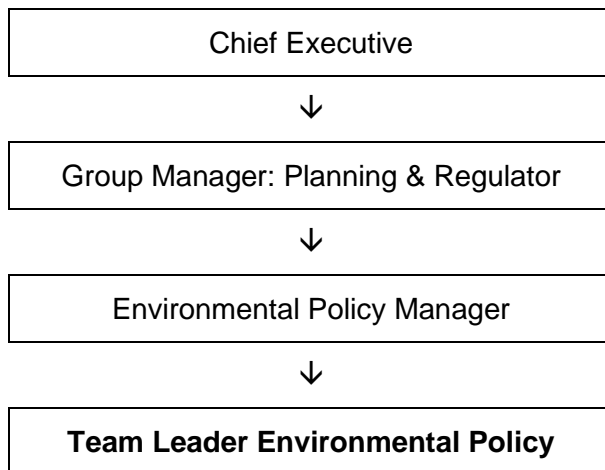 Chief Executive
↓
Group Manager: Planning & Regulator
↓
Environmental Policy Manager
↓
Team Leader Environmental Policy